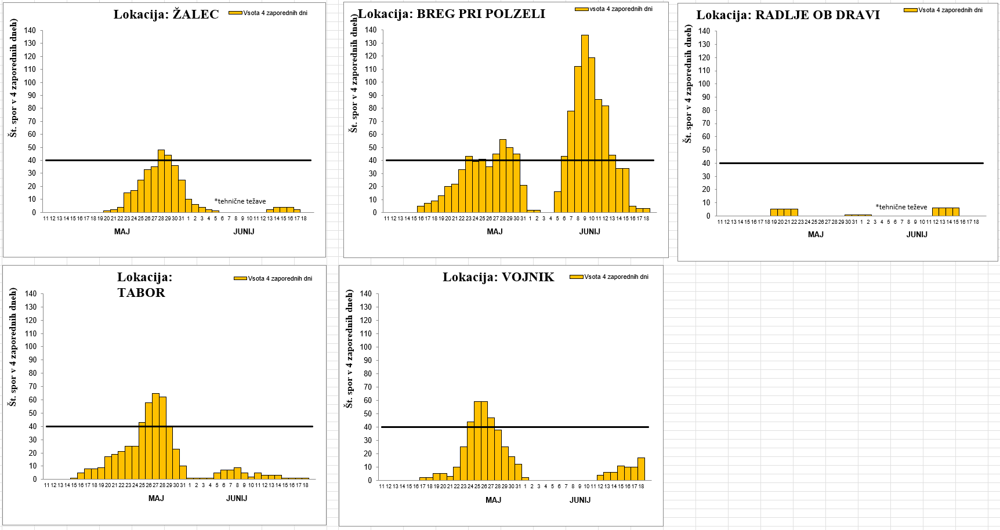 Lokacija: ŽALEC
Vsota 4 zaporednih dni
Št. spor v 4 zaporednih dneh)
140
130
120
110
100
90
80
70
60
50
40
30
20
10
0
*tehnične težave
11 12 13 14 15 16 17 19 20 21 22 23 24 25 26 27 28 29 30 31 1 2 3 4 5 6 7 8 9 10 11 12 13 14 15 16 17 18
MAJ JUNIJ
Lokacija: BREG PRI POLZELI
vsota 4 zaporednih dni
Št. spor v 4 zaporednih dneh)
140
130
120
110
100
90
80
70
60
50
40
30
20
10
0
11 12 13 14 15 16 17 18 19 20 21 22 23 24 25 26 27 28 29 30 31 1 2 3 4 5 6 7 8 9 10 11 12 13 14 15 16 17 18
MAJ JUNIJ
Lokacija: RADLJE OB DRAVI
Vsota 4 zaporednih dni
Št. spor v 4 zaporednih dneh)
140
130
120
110
100
90
80
70
60
50
40
30
20
10
0
*tehnične teževe
11 12 13 14 15 16 17 18 19 20 21 22 23 24 25 26 27 28 29 30 31 1 2 3 4 5 6 7 8 9 10 11 12 13 14 15 16 17 18
MAJ JUNIJ
Lokacija:
TABOR
Vsota 4 zaporednih dni
Št. spor v 4 zaporednih dneh)
140
130
120
110
100
90
80
70
60
50
40
30
20
10
0
11 12 13 14 15 16 17 18 19 20 21 22 23 24 25 26 27 28 29 30 31 1 2 3 4 5 6 7 8 9 10 11 12 13 14 15 16 17 18
MAJ JUNIJ
Lokacija: VOJNIK
Vsota 4 zaporednih dni
Št. spor v 4 zaporednih dneh)
140
130
120
110
100
90
80
70
60
50
40
30
20
10
0
11 12 13 14 15 16 17 18 19 20 21 22 23 24 25 26 27 28 29 30 31 1 2 3 4 5 6 7 8 9 10 11 12 13 14 15 16 17 18
MAJ JUNIJ